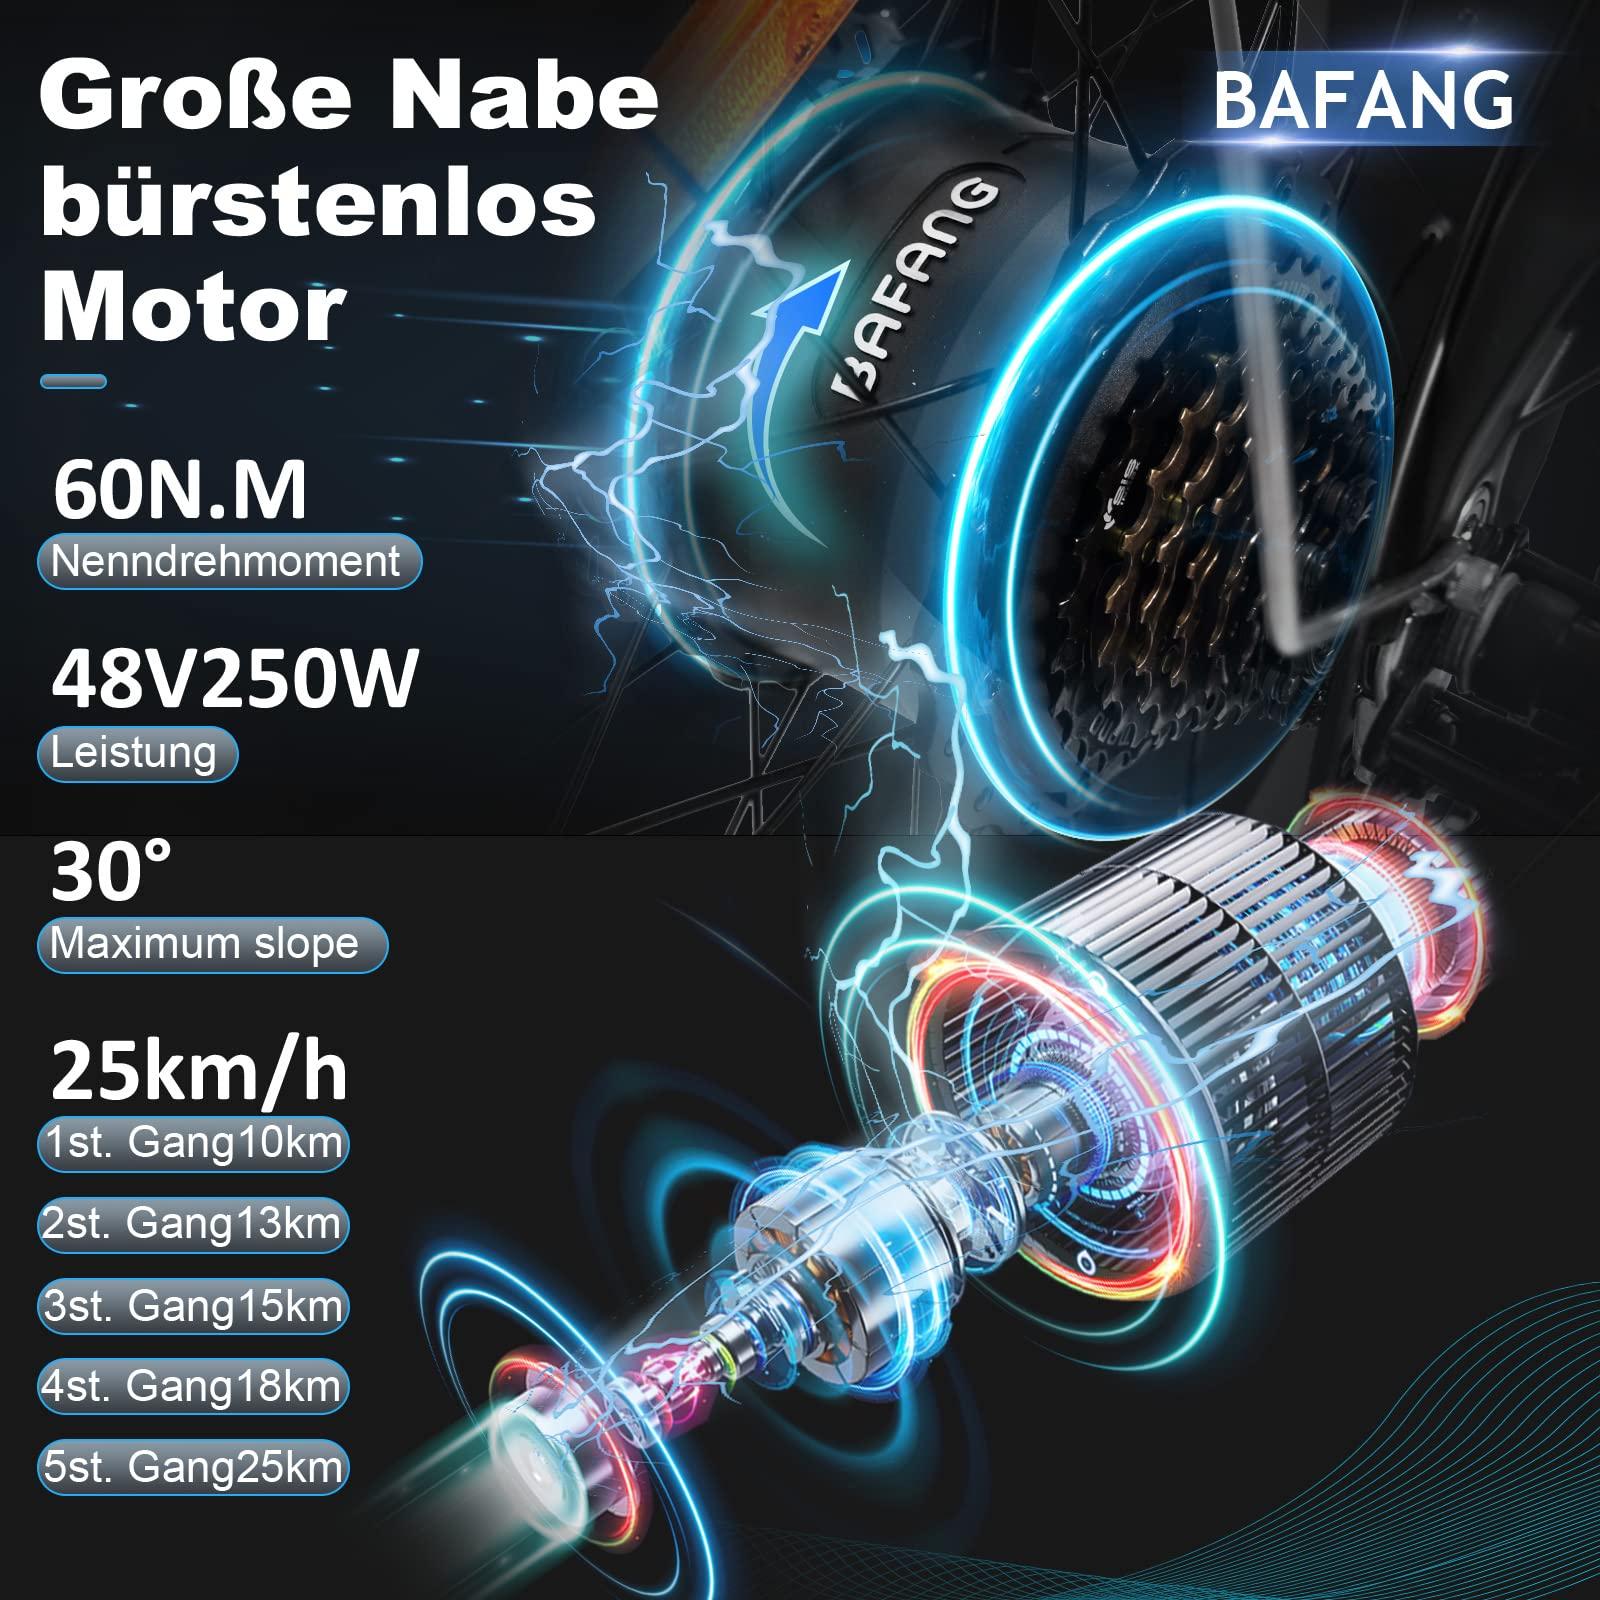 Große Nabe
bürstenlos
Motor
BAFANG
BAFANG
60N.M
Nenndrehmoment
48V250W
Leistung
30°
Maximum slope
25km/h
1st. Gang10km
2st. Gang13km
3st. Gang15km
4st. Gang18km
5st. Gang25km